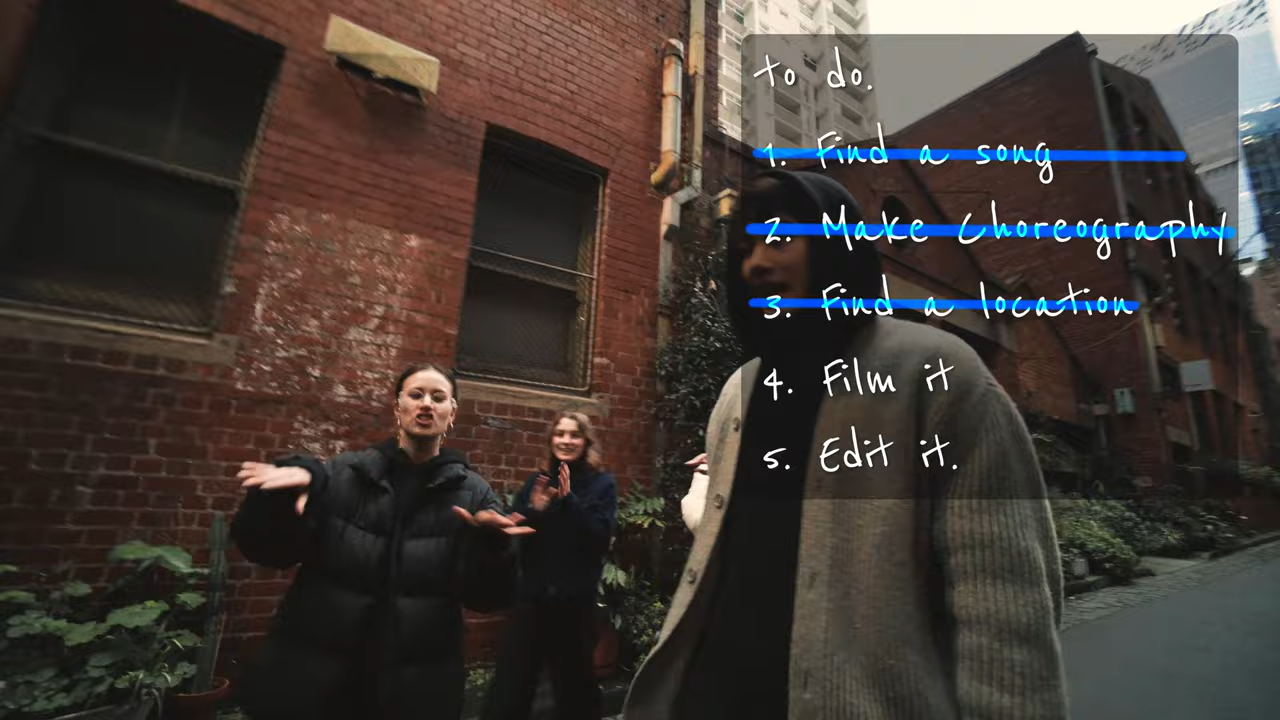 to do.
1. Find a song
2. Make Choreography
3. Find a location
4. Film it
5. Edit it.